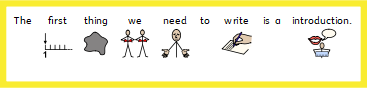 The first thing we need to write is a introduction.